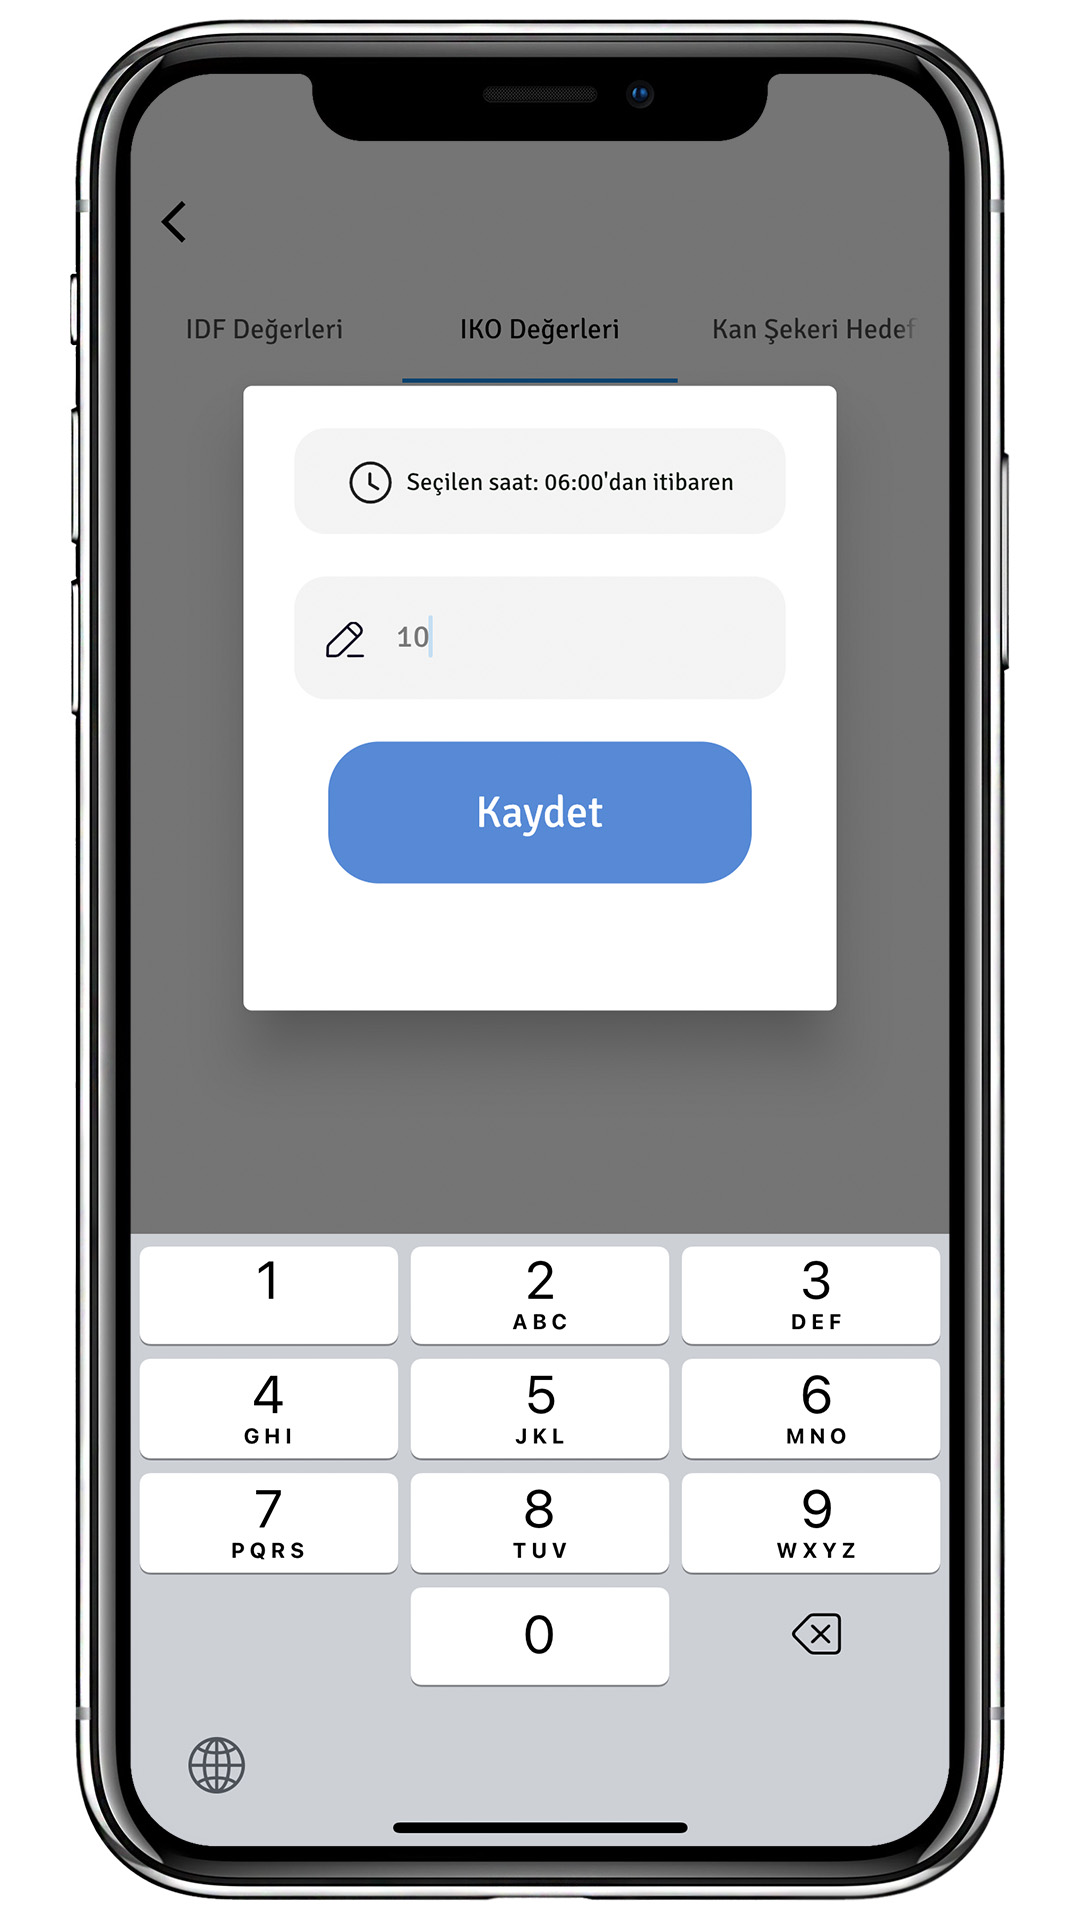 IDF Değerleri IKO Değerleri Kan Şekeri Hedef
Seçilen saat: 06:00'dan itibaren
10
Kaydet
1 2 3
ABC DEF
4 5 6
GHI JKL MNO
7 8 9
PQRS TUV WXYZ
0